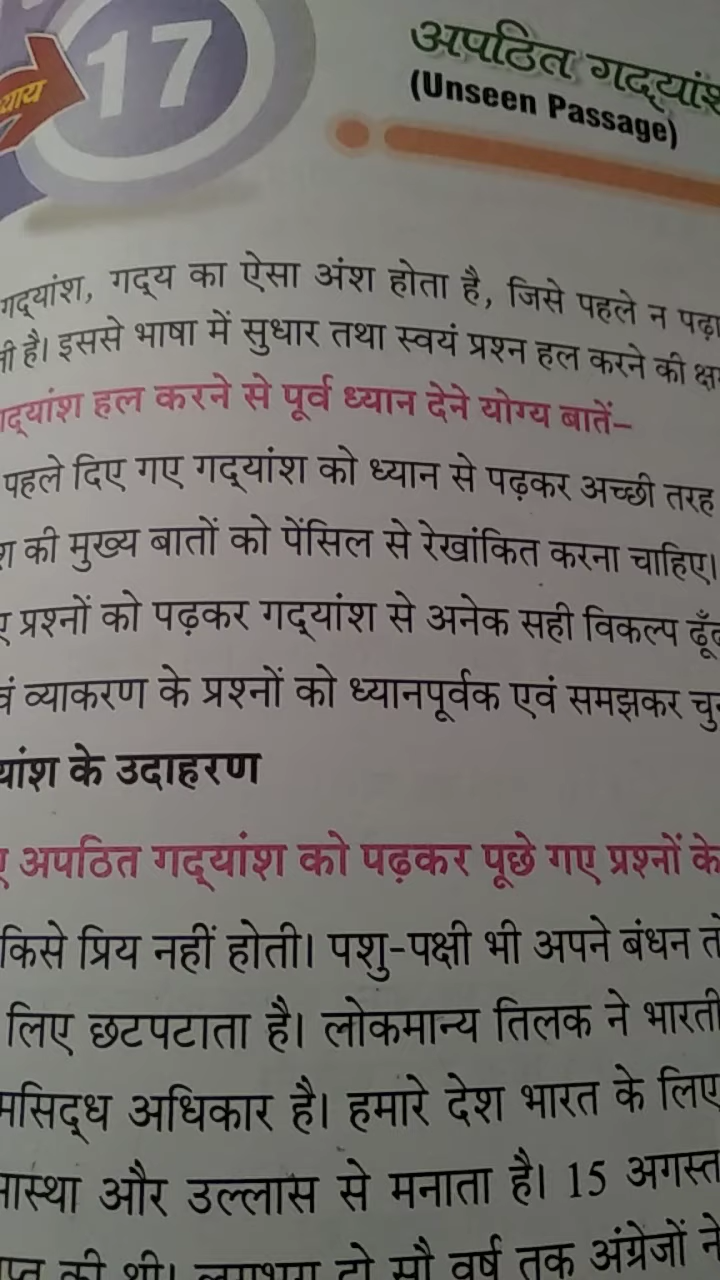 17
अपठित गद्यांश
(Unseen Passage)
गद्यांश, गद्य का ऐसा अंश होता है, जिसे पहले न पढ़ा
है। इससे भाषा में सुधार तथा स्वयं प्रश्न हल करने की
हल करने से पूर्व ध्यान देने योग्य बातें–
पहले दिए गए गद्यांश को ध्यान से पढ़कर अच्छी तरह
की मुख्य बातों को पेंसिल से रेखांकित करना चाहिए।
प्रश्नों को पढ़कर गद्यांश से अनेक सही विकल्प
व्याकरण के प्रश्नों को ध्यानपूर्वक एवं समझकर
के उदाहरण
अपठित गद्यांश को पढ़कर पूछे गए प्रश्नों के
किसे प्रिय नहीं होती। पशु-पक्षी भी अपने बंधन
लिए छटपटाता है। लोकमान्य तिलक ने
अधिकार है। हमारे देश भारत के लिए
और उल्लास से मनाता है। 15 अगस्त
की थी। लगभग दो सौ वर्ष तक अंग्रेजों ने